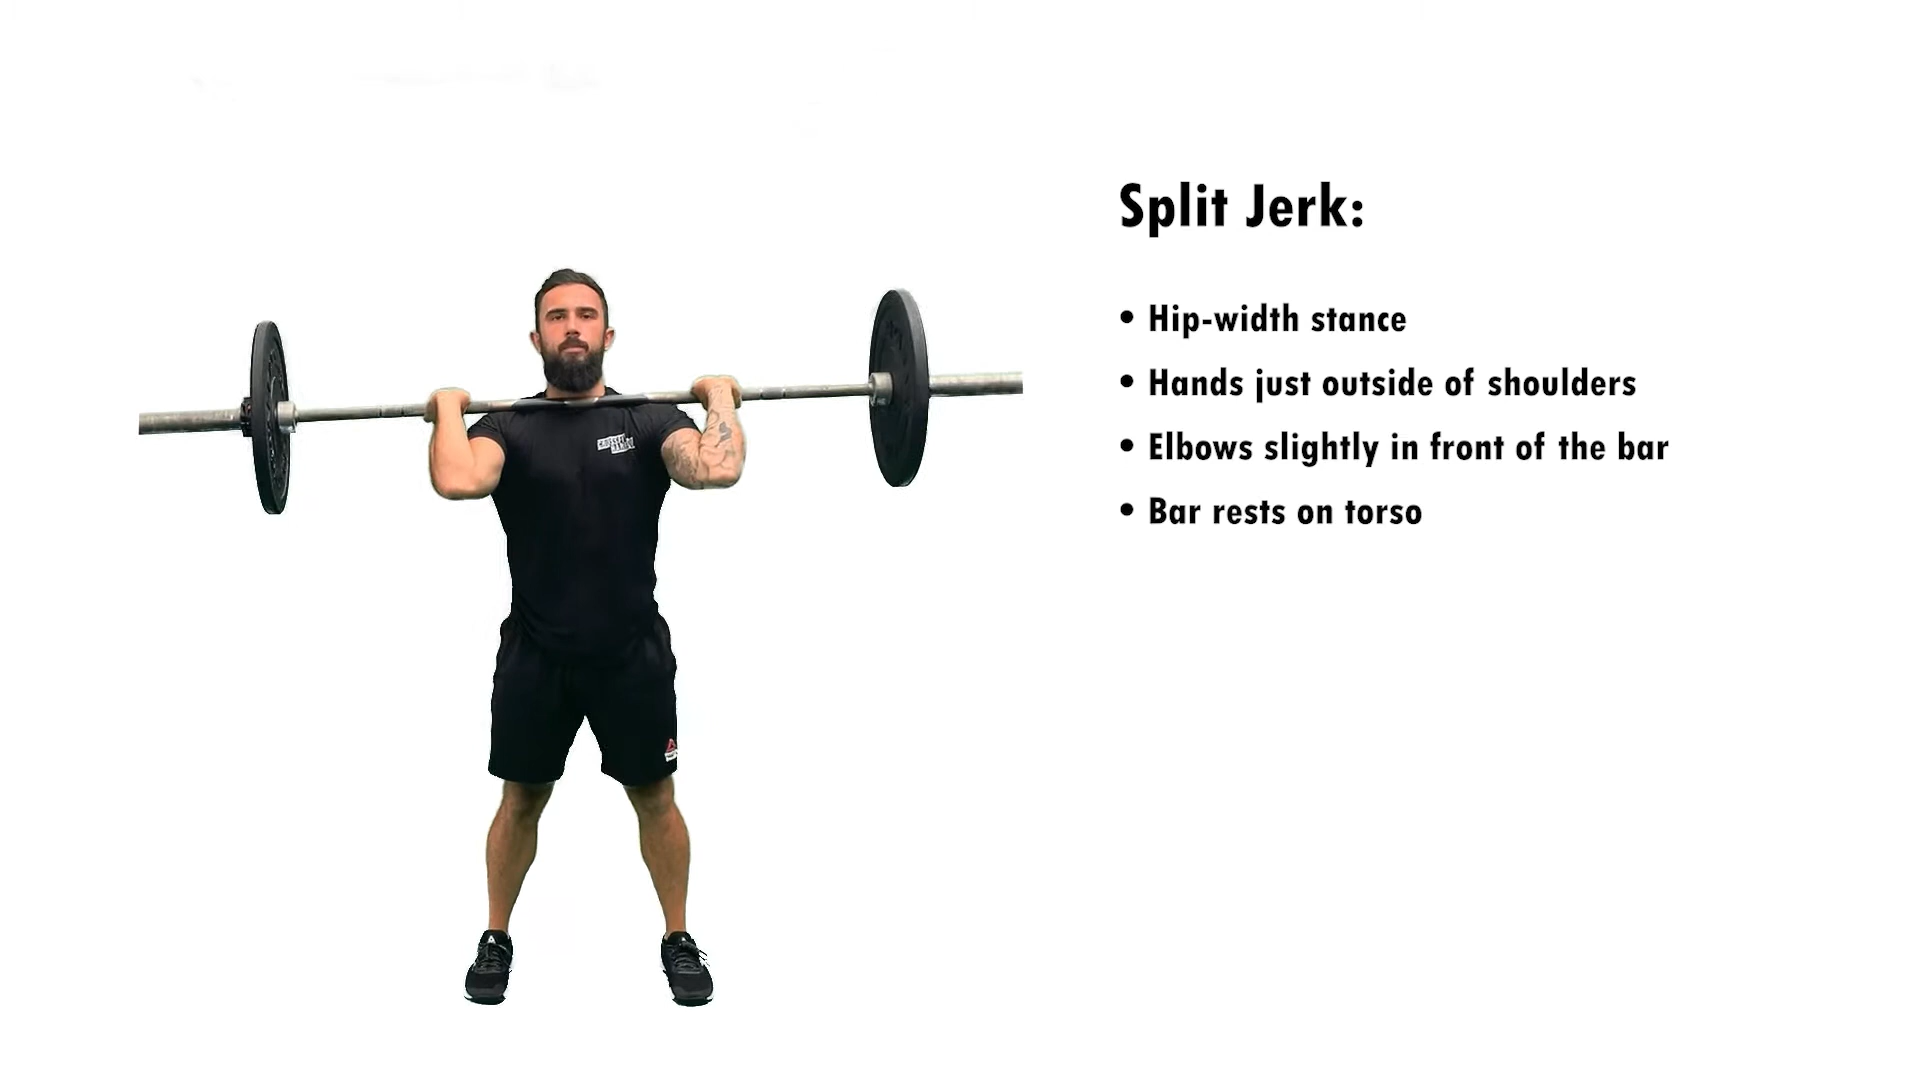 Split Jerk:
• Hip-width stance
• Hands just outside of shoulders
• Elbows slightly in front of the bar
• Bar rests on torso